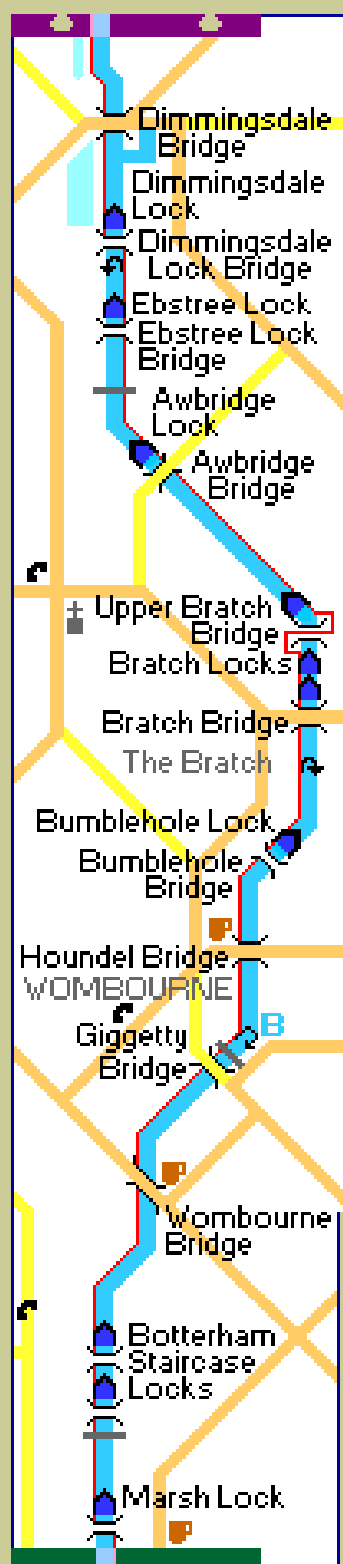 Dimmingsdale
Bridge
Dimmingsdale
Lock
Dimmingsdale
Lock Bridge
Ebstree Lock
Ebstree Lock
Bridge
Awbridge
Lock
Awbridge
Bridge
Upper Bratch
Bridge
Bratch Locks
Bratch Bridge
The Bratch
Bumblehole Lock
Bumblehole
Bridge
Houndel Bridge
WOMBOURNE
B
Giggetty
Bridge
Wombourne
Bridge
Botterham
Staircase
Locks
Marsh Lock